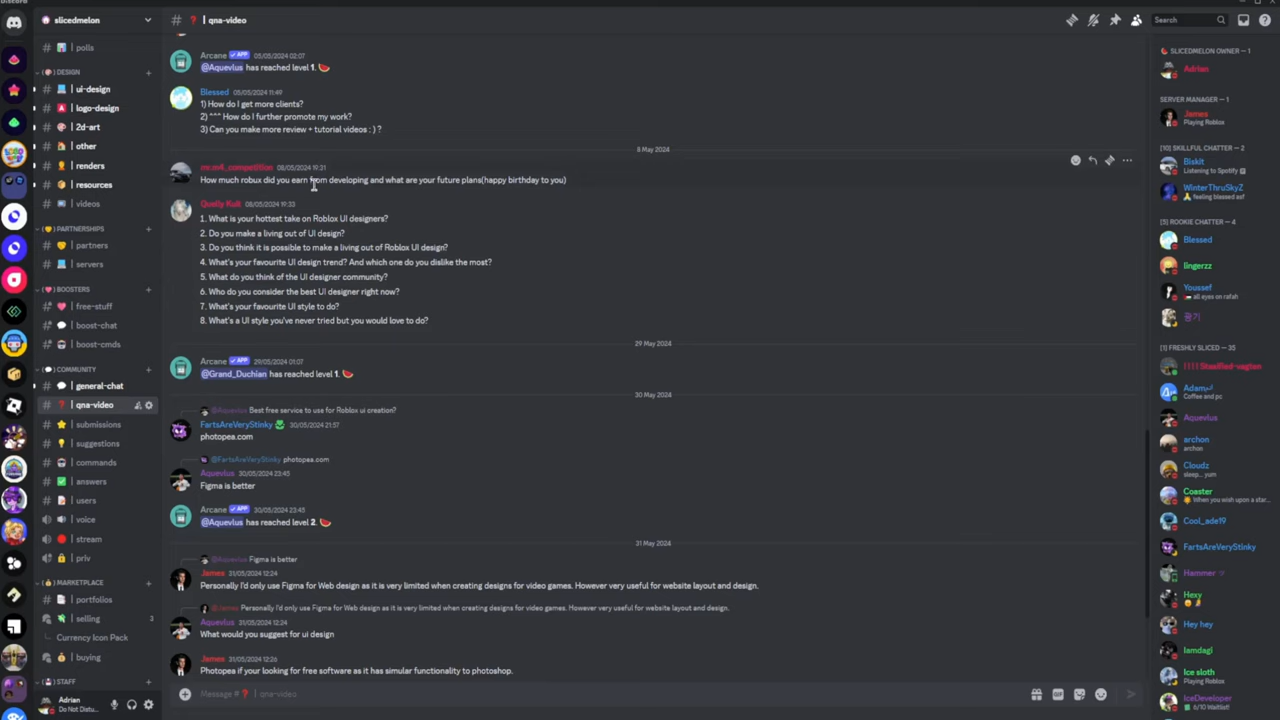 Discord
slicedmelon
# ❓ | qna-video
Search
polls
( 🎨 ) DESIGN
ui-design
logo-design
2d-art
other
renders
resources
videos
PARTNERSHIPS
partners
servers
BOOSTERS
free-stuff
boost-chat
boost-cmds
COMMUNITY
general-chat
qna-video
submissions
suggestions
commands
answers
users
voice
stream
priv
MARKETPLACE
portfolios
selling
3
Currency Icon Pack
buying
STAFF
Adrian
Do Not Distu...
Arcane ✓ APP 05/05/2024 02:07
@Aquevius has reached level 1. 🍉
Blessed 05/05/2024 11:49
1) How do I get more clients?
2) ^^^ How do I further promote my work?
3) Can you make more review + tutorial videos : ) ?
8 May 2024
08/05/2024 19:31
How much robux did you earn from developing and what are your future plans(happy birthday to you)
08/05/2024 19:33
1. What is your hottest take on Roblox UI designers?
2. Do you make a living out of UI design?
3. Do you think it is possible to make a living out of Roblox UI design?
4. What's your favourite UI design trend? And which one do you dislike the most?
5. What do you think of the UI designer community?
6. Who do you consider the best UI designer right now?
7. What's your favourite UI style to do?
8. What's a UI style you've never tried but you would love to do?
29 May 2024
Arcane ✓ APP 29/05/2024 01:07
@Grand_Duchian has reached level 1. 🍉
30 May 2024
@Aquevius Best free service to use for Roblox ui creation?
FartsAreVeryStinky 30/05/2024 21:57
photopea.com
@FartsAreVeryStinky photopea.com
Aquevius 30/05/2024 23:45
Figma is better
Arcane ✓ APP 30/05/2024 23:45
@Aquevius has reached level 2. 🍉
31 May 2024
@Aquevius Figma is better
James 31/05/2024 12:24
Personally I'd only use Figma for Web design as it is very limited when creating designs for video games. However very useful for website layout and design.
@James Personally I'd only use Figma for Web design as it is very limited when creating designs for video games. However very useful for website layout and design.
Aquevius 31/05/2024 12:24
What would you suggest for ui design
James 31/05/2024 12:26
Photopea if your looking for free software as it has simular functionality to photoshop.
Message # ❓ | qna-video
🍉 SLICEDMELON OWNER — 1
Adrian
SERVER MANAGER — 1
James
Playing Roblox
[10] SKILLFUL CHATTER — 2
Biskit
Listening to Spotify
WinterThruSkyZ
feeling blessed asf
[5] ROOKIE CHATTER — 4
Blessed
lingerzz
Youssef
all eyes on rafah
광기
[1] FRESHLY SLICED — 35
Coffee and pc
Aquevius
archon
archon
Cloudz
sleep... yum
Coaster
When you wish upon a star...
Cool_ade19
FartsAreVeryStinky
Hammer
Hexy
Hey hey
Iamdagi
Ice sloth
Playing Roblox
IceDeveloper
6/10 Waitlist!